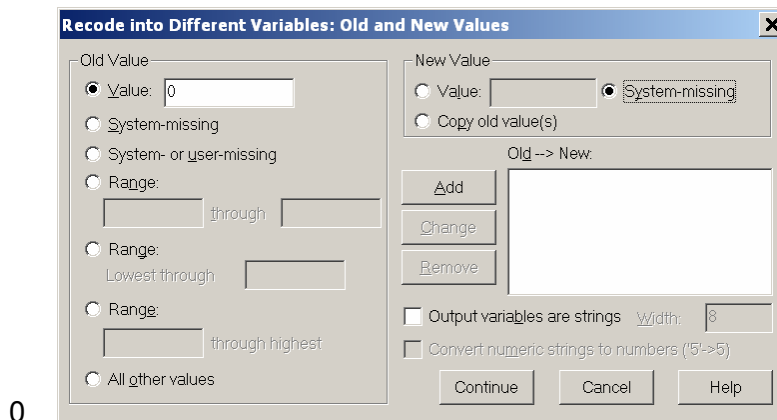 Recode into Different Variables: Old and New Values
Old Value
Value: 0
System-missing
System- or user-missing
Range:
through
Range:
Lowest through
Range:
through highest
All other values
New Value
Value:
System-missing
Copy old value(s)
Old --> New:
Add
Change
Remove
Output variables are strings Width: 8
Convert numeric strings to numbers ('5'->5)
Continue Cancel Help
0